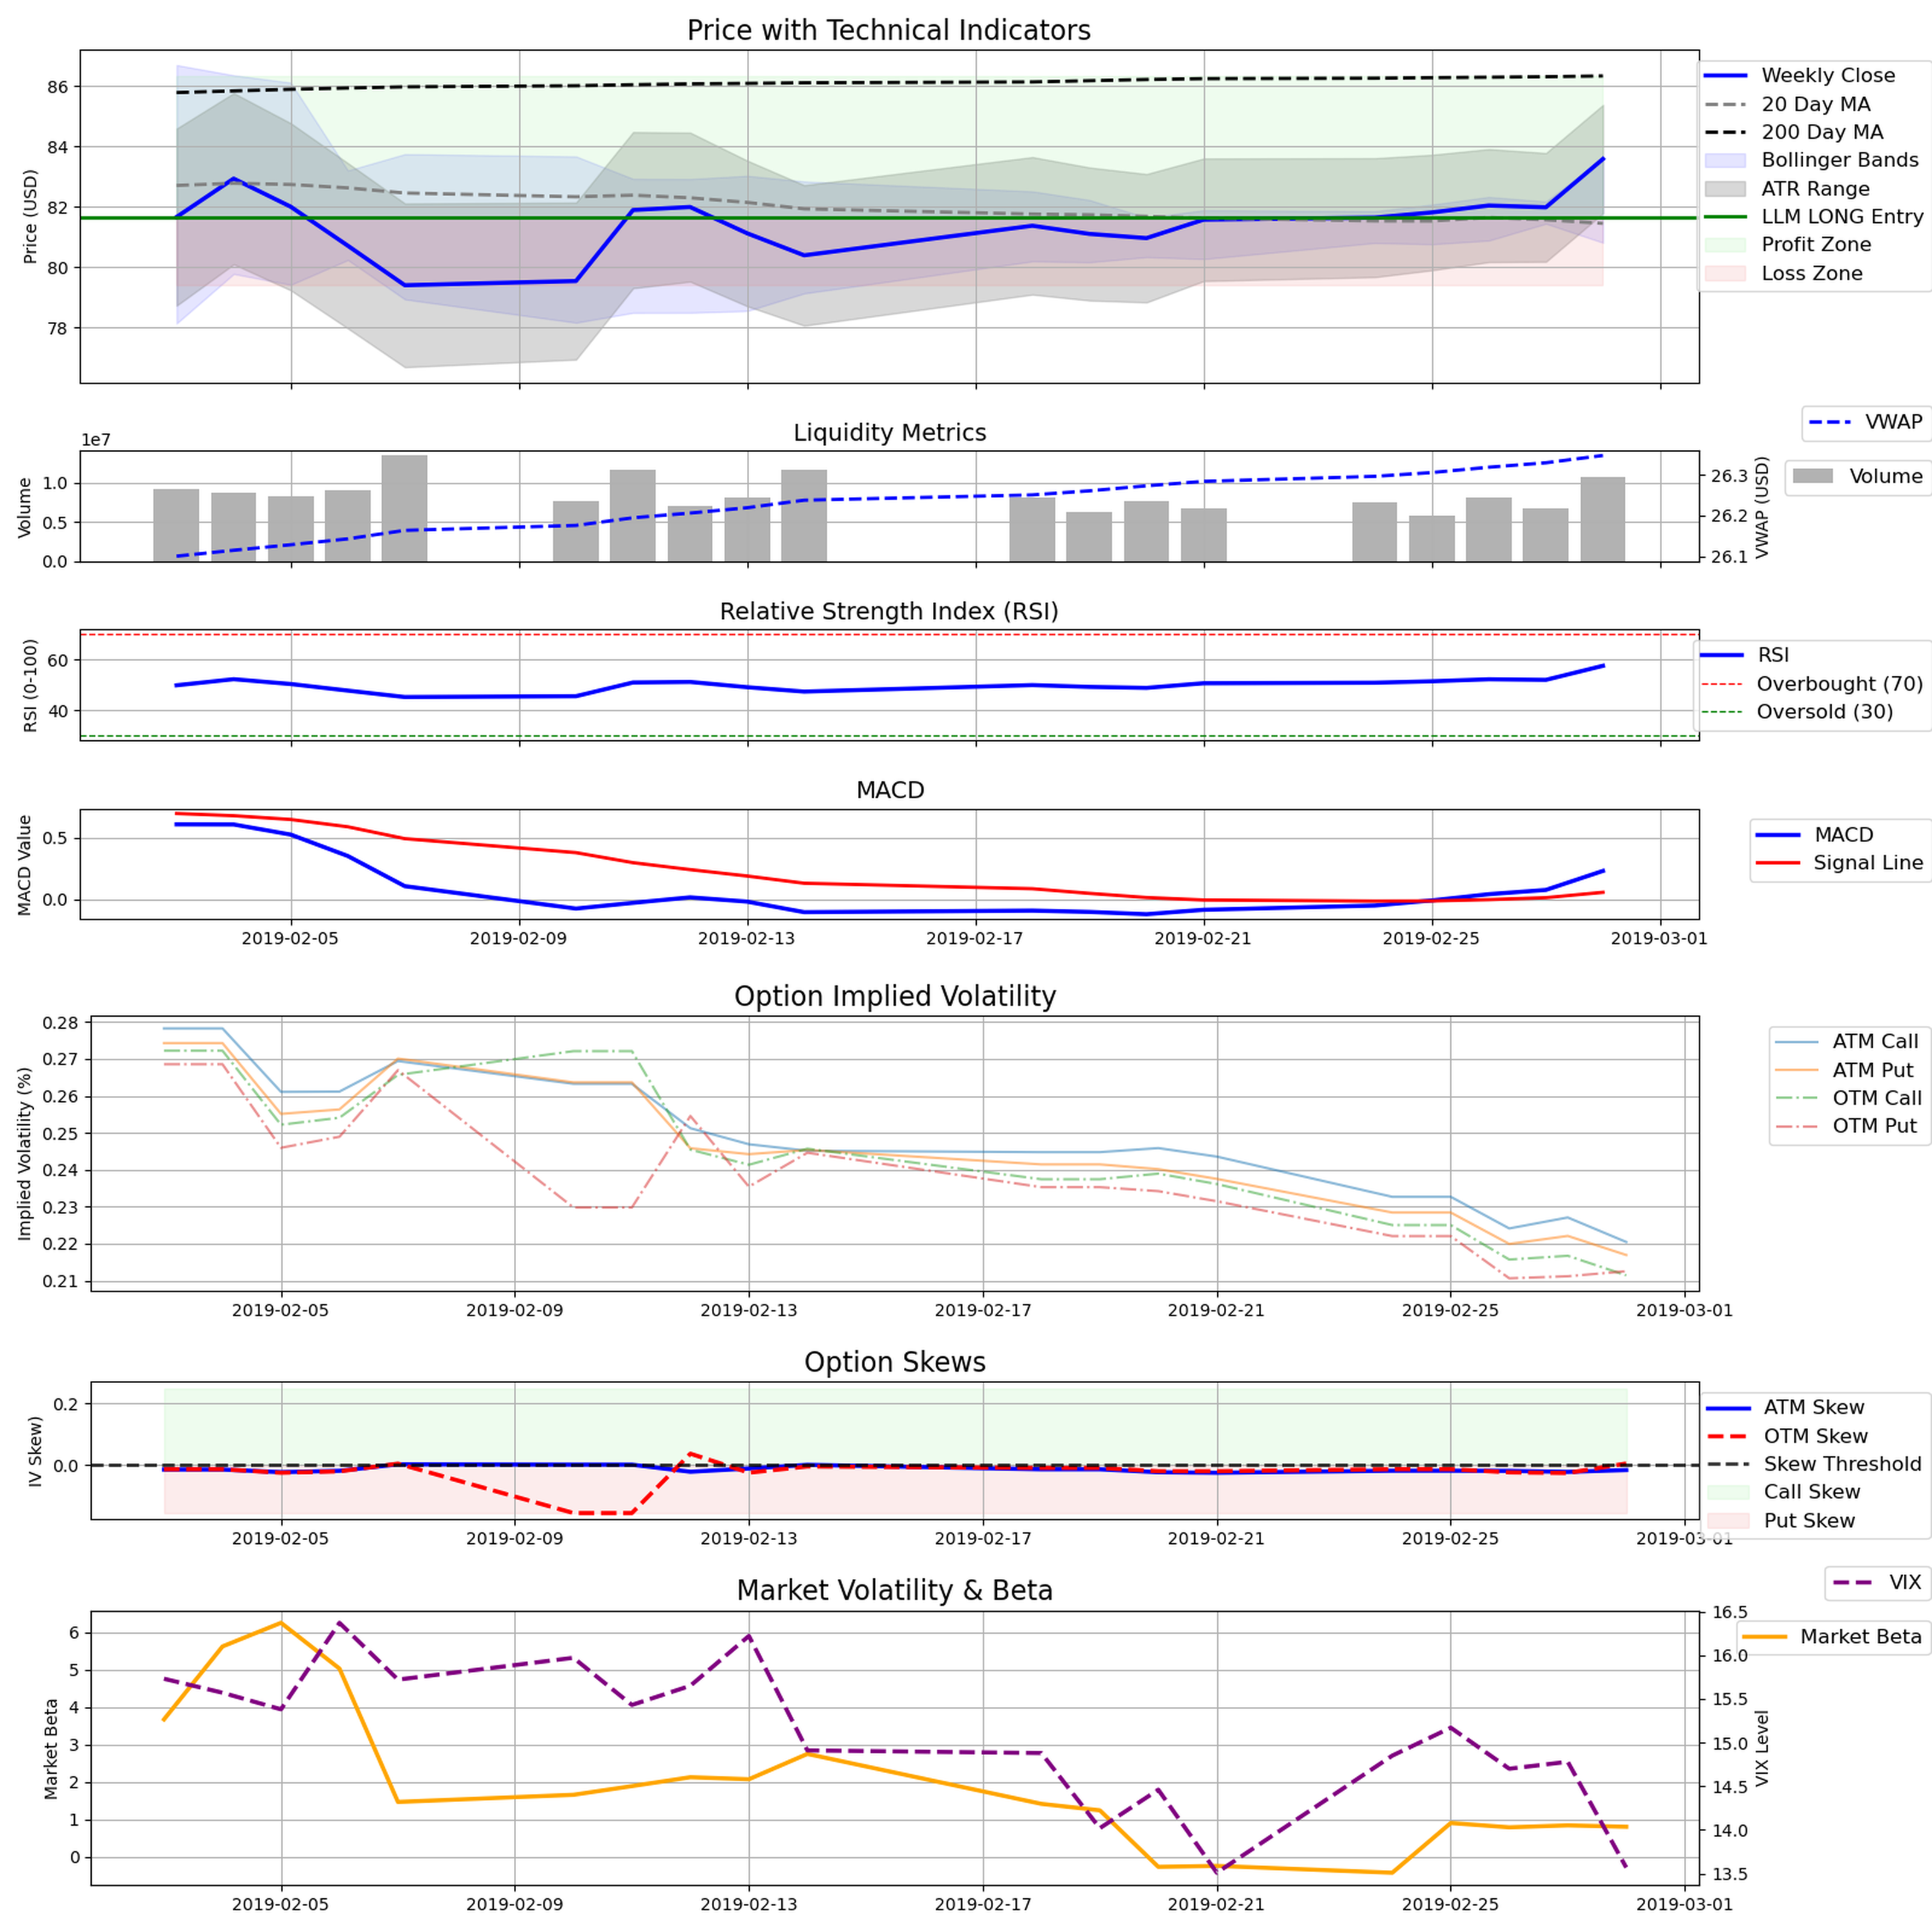 Price with Technical Indicators
Price (USD)
86
84
82
80
78
Weekly Close
20 Day MA
200 Day MA
Bollinger Bands
ATR Range
LLM LONG Entry
Profit Zone
Loss Zone
Liquidity Metrics
1e7
Volume
1.0
0.5
0.0
26.3
26.2
26.1
VWAP (USD)
VWAP
Volume
Relative Strength Index (RSI)
RSI (0-100)
60
40
RSI
Overbought (70)
Oversold (30)
MACD
MACD Value
0.5
0.0
MACD
Signal Line
2019-02-05 2019-02-09 2019-02-13 2019-02-17 2019-02-21 2019-02-25 2019-03-01
Option Implied Volatility
Implied Volatility (%)
0.28
0.27
0.26
0.25
0.24
0.23
0.22
0.21
ATM Call
ATM Put
OTM Call
OTM Put
2019-02-05 2019-02-09 2019-02-13 2019-02-17 2019-02-21 2019-02-25 2019-03-01
Option Skews
IV Skew)
0.2
0.0
ATM Skew
OTM Skew
Skew Threshold
Call Skew
Put Skew
2019-02-05 2019-02-09 2019-02-13 2019-02-17 2019-02-21 2019-02-25 2019-03-01
Market Volatility & Beta
Market Beta
6
5
4
3
2
1
0
16.5
16.0
15.5
15.0
14.5
14.0
13.5
VIX Level
VIX
Market Beta
2019-02-05 2019-02-09 2019-02-13 2019-02-17 2019-02-21 2019-02-25 2019-03-01